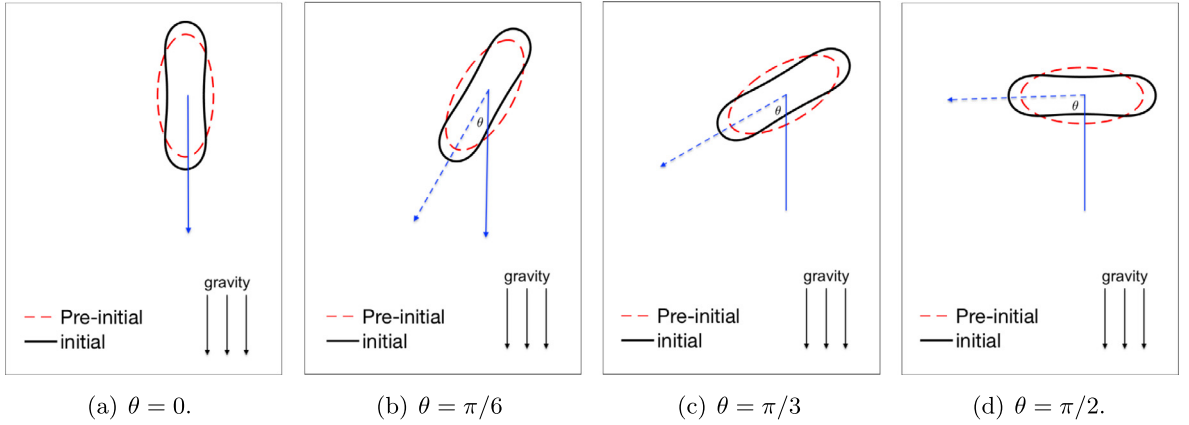 gravity
Pre-initial
initial
(a) θ = 0.
θ
gravity
Pre-initial
initial
(b) θ = π/6
θ
gravity
Pre-initial
initial
(c) θ = π/3
θ
gravity
Pre-initial
initial
(d) θ = π/2.